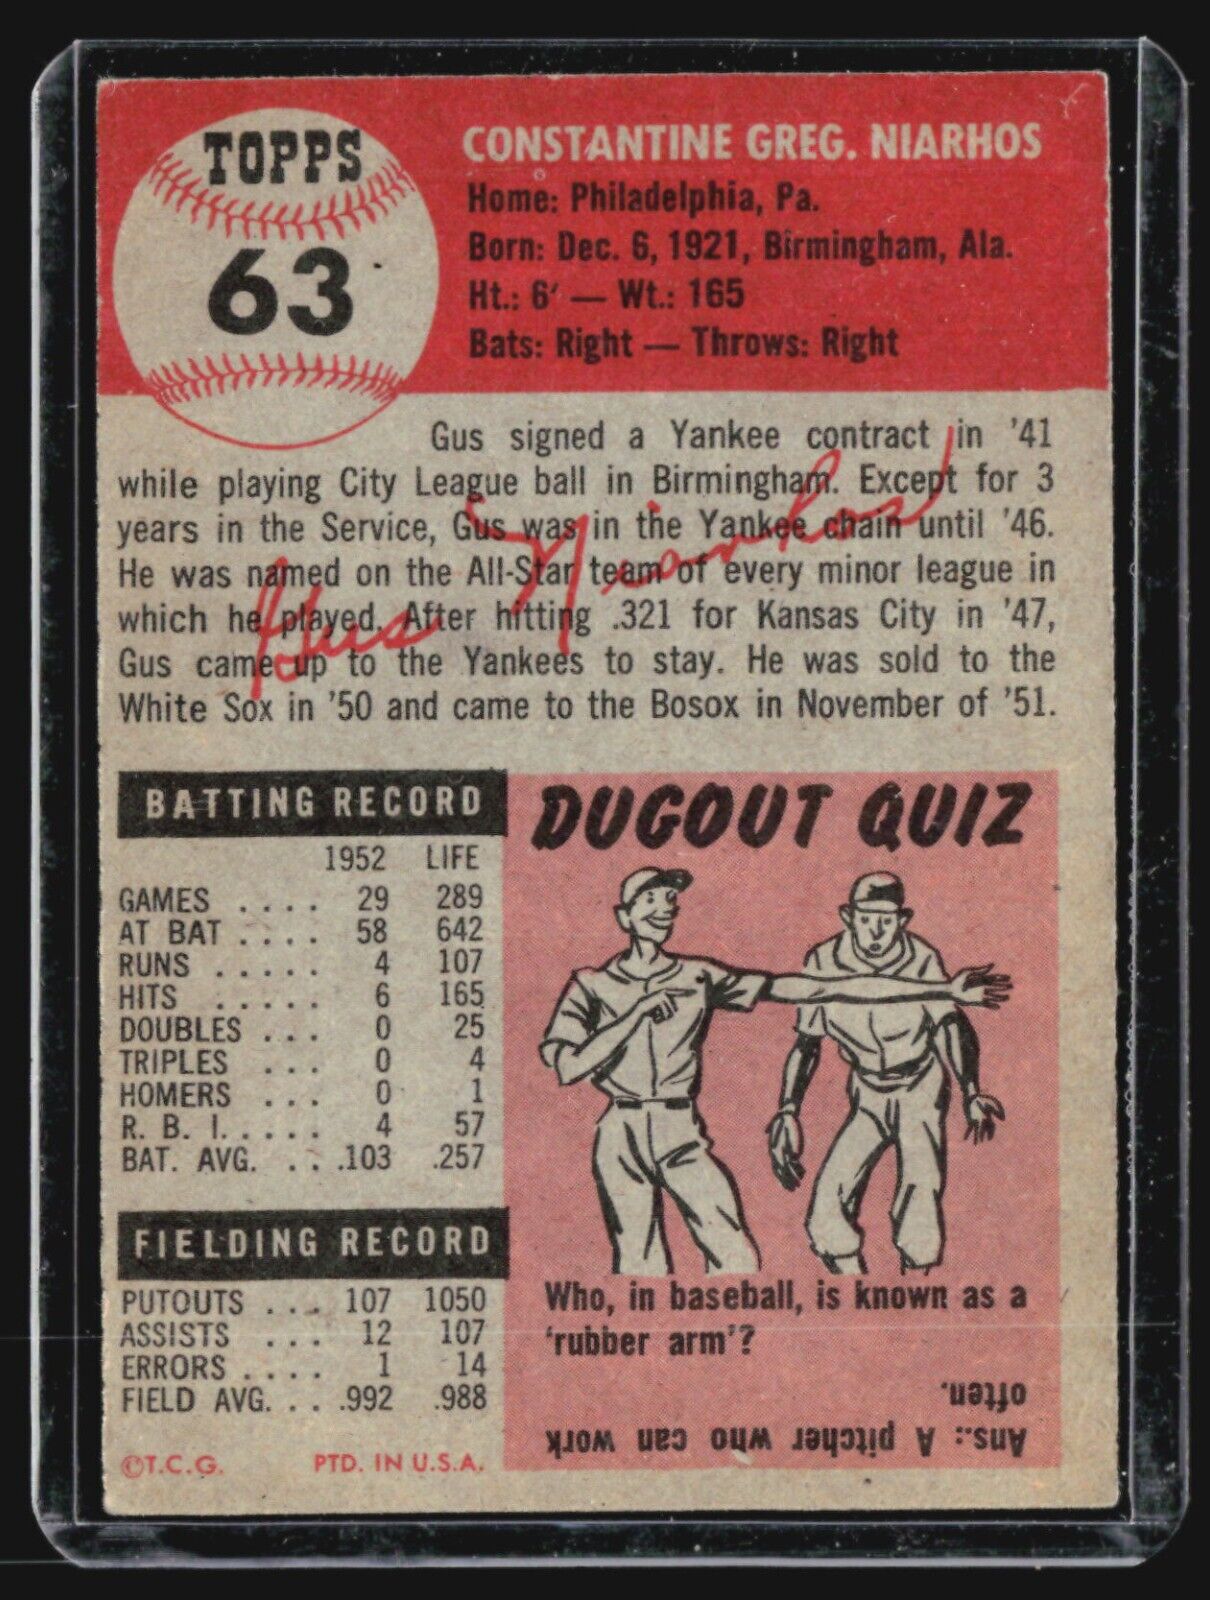 TOPPS
63
CONSTANTINE GREG. NIARHOS
Home: Philadelphia, Pa.
Born: Dec. 6, 1921, Birmingham, Ala.
Ht.: 6' — Wt.: 165
Bats: Right — Throws: Right
Gus signed a Yankee contract in '41
while playing City League ball in Birmingham. Except for 3
years in the Service, Gus was in the Yankee chain until '46.
He was named on the All-Star team of every minor league in
which he played. After hitting .321 for Kansas City in '47,
Gus came up to the Yankees to stay. He was sold to the
White Sox in '50 and came to the Bosox in November of '51.
Gus Niarhos
BATTING RECORD
1952 LIFE
GAMES .... 29 289
AT BAT .... 58 642
RUNS ..... 4 107
HITS ..... 6 165
DOUBLES ... 0 25
TRIPLES ... 0 4
HOMERS ... 0 1
R. B. I. .... 4 57
BAT. AVG. ... .103 .257
FIELDING RECORD
PUTOUTS ... 107 1050
ASSISTS .... 12 107
ERRORS .... 1 14
FIELD AVG. ... .992 .988
©T.C.G. PTD. IN U.S.A.
DUGOUT QUIZ
Who, in baseball, is known as a
'rubber arm'?
Ans.: A pitcher who can work
often.